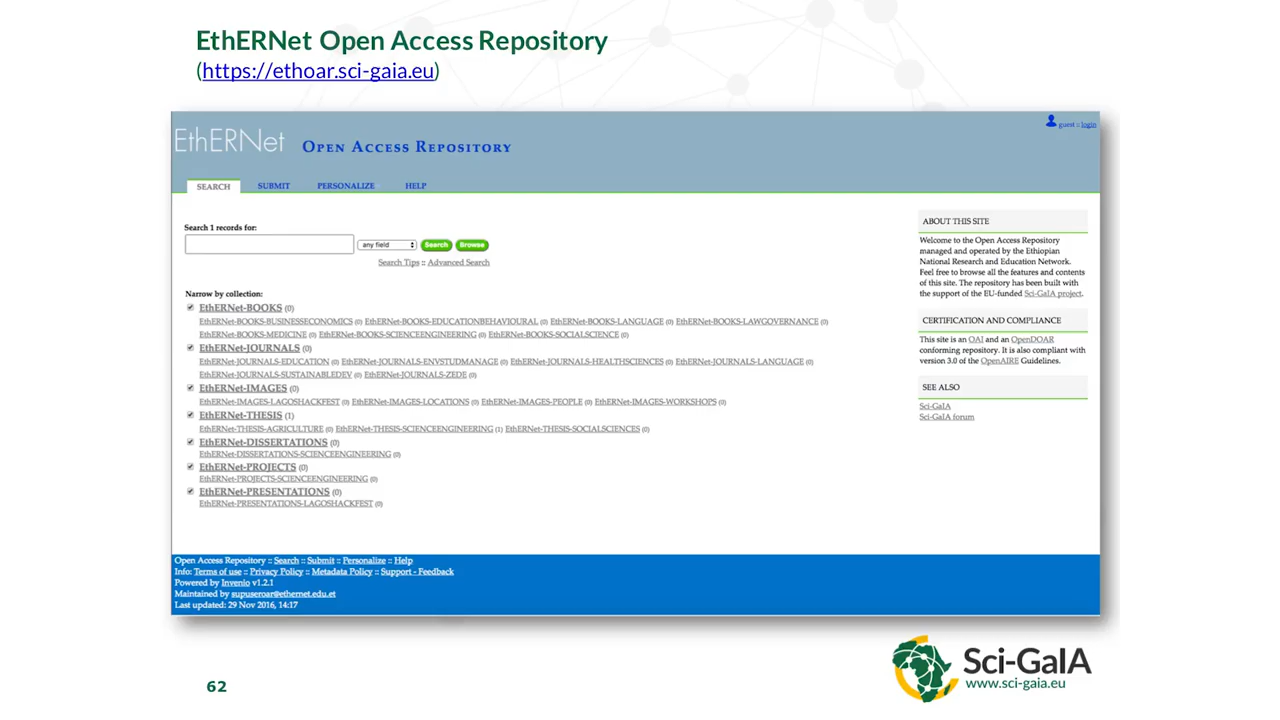 EthERNet Open Access Repository
(https://ethoar.sci-gaia.eu)
guest :: login
EthERNet OPEN ACCESS REPOSITORY
SEARCH SUBMIT PERSONALIZE HELP
Search 1 records for:
any field Search Browse
Search Tips :: Advanced Search
Narrow by collection:
EthERNet-BOOKS (0)
EthERNet-BOOKS-BUSINESSECONOMICS (0) EthERNet-BOOKS-EDUCATIONBEHAVIOURAL (0) EthERNet-BOOKS-LANGUAGE (0) EthERNet-BOOKS-LAWGOVERNANCE (0)
EthERNet-BOOKS-MEDICINE (0) EthERNet-BOOKS-SCIENCEENGINEERING (0) EthERNet-BOOKS-SOCIALSCIENCE (0)
EthERNet-JOURNALS (0)
EthERNet-JOURNALS-EDUCATION (0) EthERNet-JOURNALS-ENVSTUDMANAGE (0) EthERNet-JOURNALS-HEALTHSCIENCES (0) EthERNet-JOURNALS-LANGUAGE (0)
EthERNet-JOURNALS-SUSTAINABLEDEV (0) EthERNet-JOURNALS-ZEDE (0)
EthERNet-IMAGES (0)
EthERNet-IMAGES-LAGOSHACKFEST (0) EthERNet-IMAGES-LOCATIONS (0) EthERNet-IMAGES-PEOPLE (0) EthERNet-IMAGES-WORKSHOPS (0)
EthERNet-THESIS (1)
EthERNet-THESIS-AGRICULTURE (0) EthERNet-THESIS-SCIENCEENGINEERING (1) EthERNet-THESIS-SOCIALSCIENCES (0)
EthERNet-DISSERTATIONS (0)
EthERNet-DISSERTATIONS-SCIENCEENGINEERING (0)
EthERNet-PROJECTS (0)
EthERNet-PROJECTS-SCIENCEENGINEERING (0)
EthERNet-PRESENTATIONS (0)
EthERNet-PRESENTATIONS-LAGOSHACKFEST (0)
ABOUT THIS SITE
Welcome to the Open Access Repository
managed and operated by the Ethiopian
National Research and Education Network.
Feel free to browse all the features and contents
of this site. The repository has been built with
the support of the EU-funded Sci-GaIA project.
CERTIFICATION AND COMPLIANCE
This site is an OAI and an OpenDOAR
conforming repository. It is also compliant with
version 3.0 of the OpenAIRE Guidelines.
SEE ALSO
Sci-GaIA
Sci-GaIA forum
Open Access Repository :: Search :: Submit :: Personalize :: Help
Info: Terms of use :: Privacy Policy :: Metadata Policy :: Support - Feedback
Powered by Invenio v1.2.1
Maintained by supuseroar@ethernet.edu.et
Last updated: 29 Nov 2016, 14:17
62
Sci-GaIA
www.sci-gaia.eu